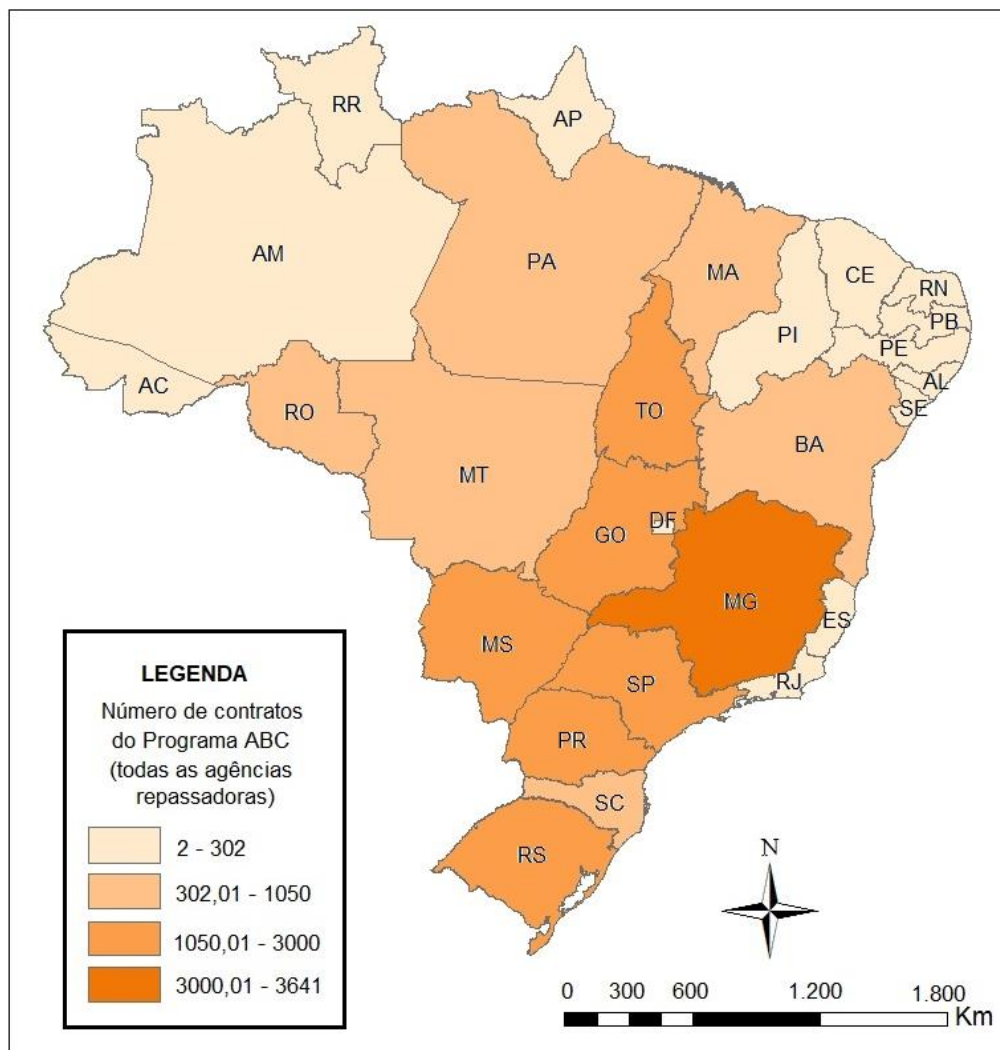 RR
AP
AM
PA
MA
CE
RN
PB
PI
PE
AL
SE
AC
RO
TO
BA
MT
DF
GO
MG
ES
MS
SP
RJ
PR
SC
RS
LEGENDA
Número de contratos
do Programa ABC
(todas as agências
repassadoras)
2 - 302
302,01 - 1050
1050,01 - 3000
3000,01 - 3641
N
0 300 600 1.200 1.800
Km